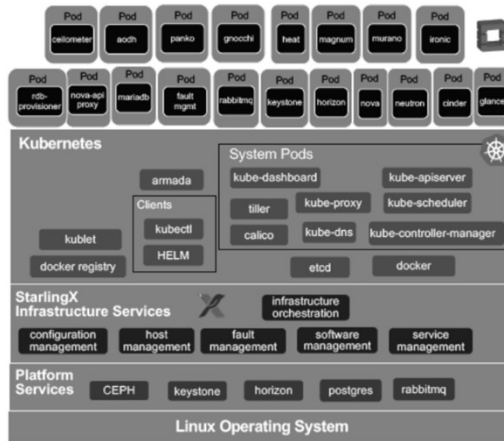 Pod Pod Pod Pod Pod Pod Pod Pod
ceilometer aodh panko gnocchi heat magnum murano ironic
Pod Pod Pod Pod Pod Pod Pod Pod Pod Pod Pod
rdb-provisioner nova-api proxy mariadb fault mgmt rabbitmq keystone horizon nova neutron cinder glance
Kubernetes
System Pods
armada
kube-dashboard kube-apiserver
Clients
tiller kube-proxy kube-scheduler
kubectl
calico kube-dns kube-controller-manager
kublet
HELM
docker registry
etcd docker
StarlingX
Infrastructure Services
infrastructure
orchestration
configuration management host management fault management software management service management
Platform
Services
CEPH keystone horizon postgres rabbitmq
Linux Operating System